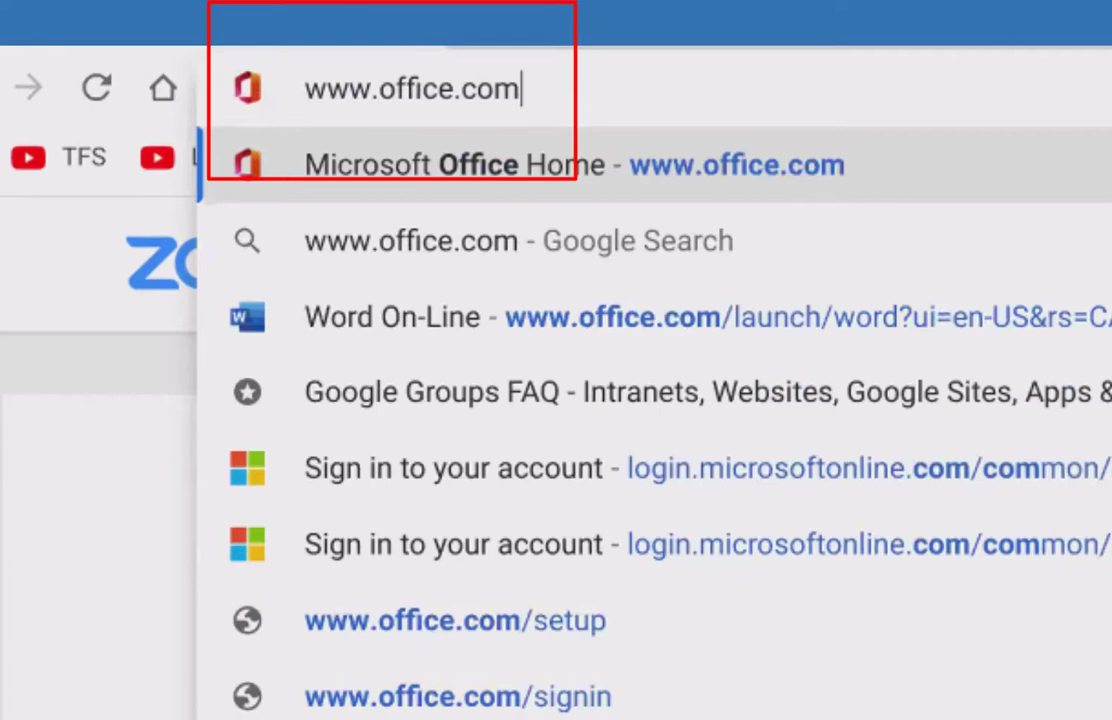 www.office.com
TFS
Microsoft Office Home - www.office.com
www.office.com - Google Search
Word On-Line - www.office.com/launch/word?ui=en-US&rs=CA
Google Groups FAQ - Intranets, Websites, Google Sites, Apps &
Sign in to your account - login.microsoftonline.com/common/
Sign in to your account - login.microsoftonline.com/common/
www.office.com/setup
www.office.com/signin